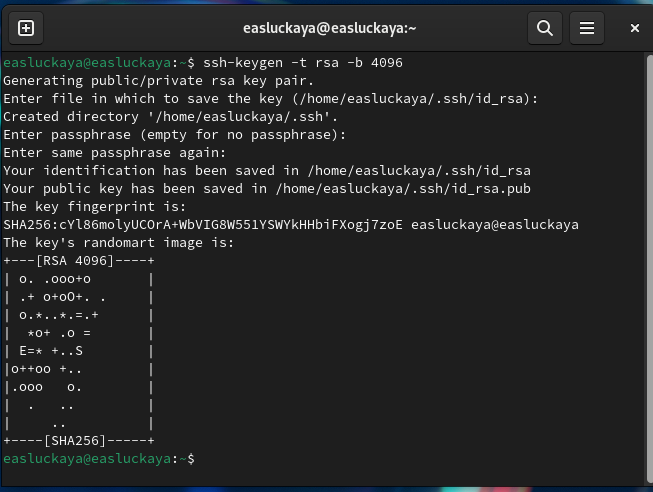 easluckaya@easluckaya:~
easluckaya@easluckaya:~$ ssh-keygen -t rsa -b 4096
Generating public/private rsa key pair.
Enter file in which to save the key (/home/easluckaya/.ssh/id_rsa):
Created directory '/home/easluckaya/.ssh'.
Enter passphrase (empty for no passphrase):
Enter same passphrase again:
Your identification has been saved in /home/easluckaya/.ssh/id_rsa
Your public key has been saved in /home/easluckaya/.ssh/id_rsa.pub
The key fingerprint is:
SHA256:cYl86molyUCOrA+WbVIG8W551YSWYkHHbiFXogj7zoE easluckaya@easluckaya
The key's randomart image is:
+---[RSA 4096]----+
| o. .ooo+o       |
| .+ o+oO+. .     |
| o.*..*.=.+      |
|  *o+ .o =       |
| E=* +..S        |
|o++oo +..        |
|.ooo   o.        |
|  .   ..         |
|     ..          |
+----[SHA256]-----+
easluckaya@easluckaya:~$